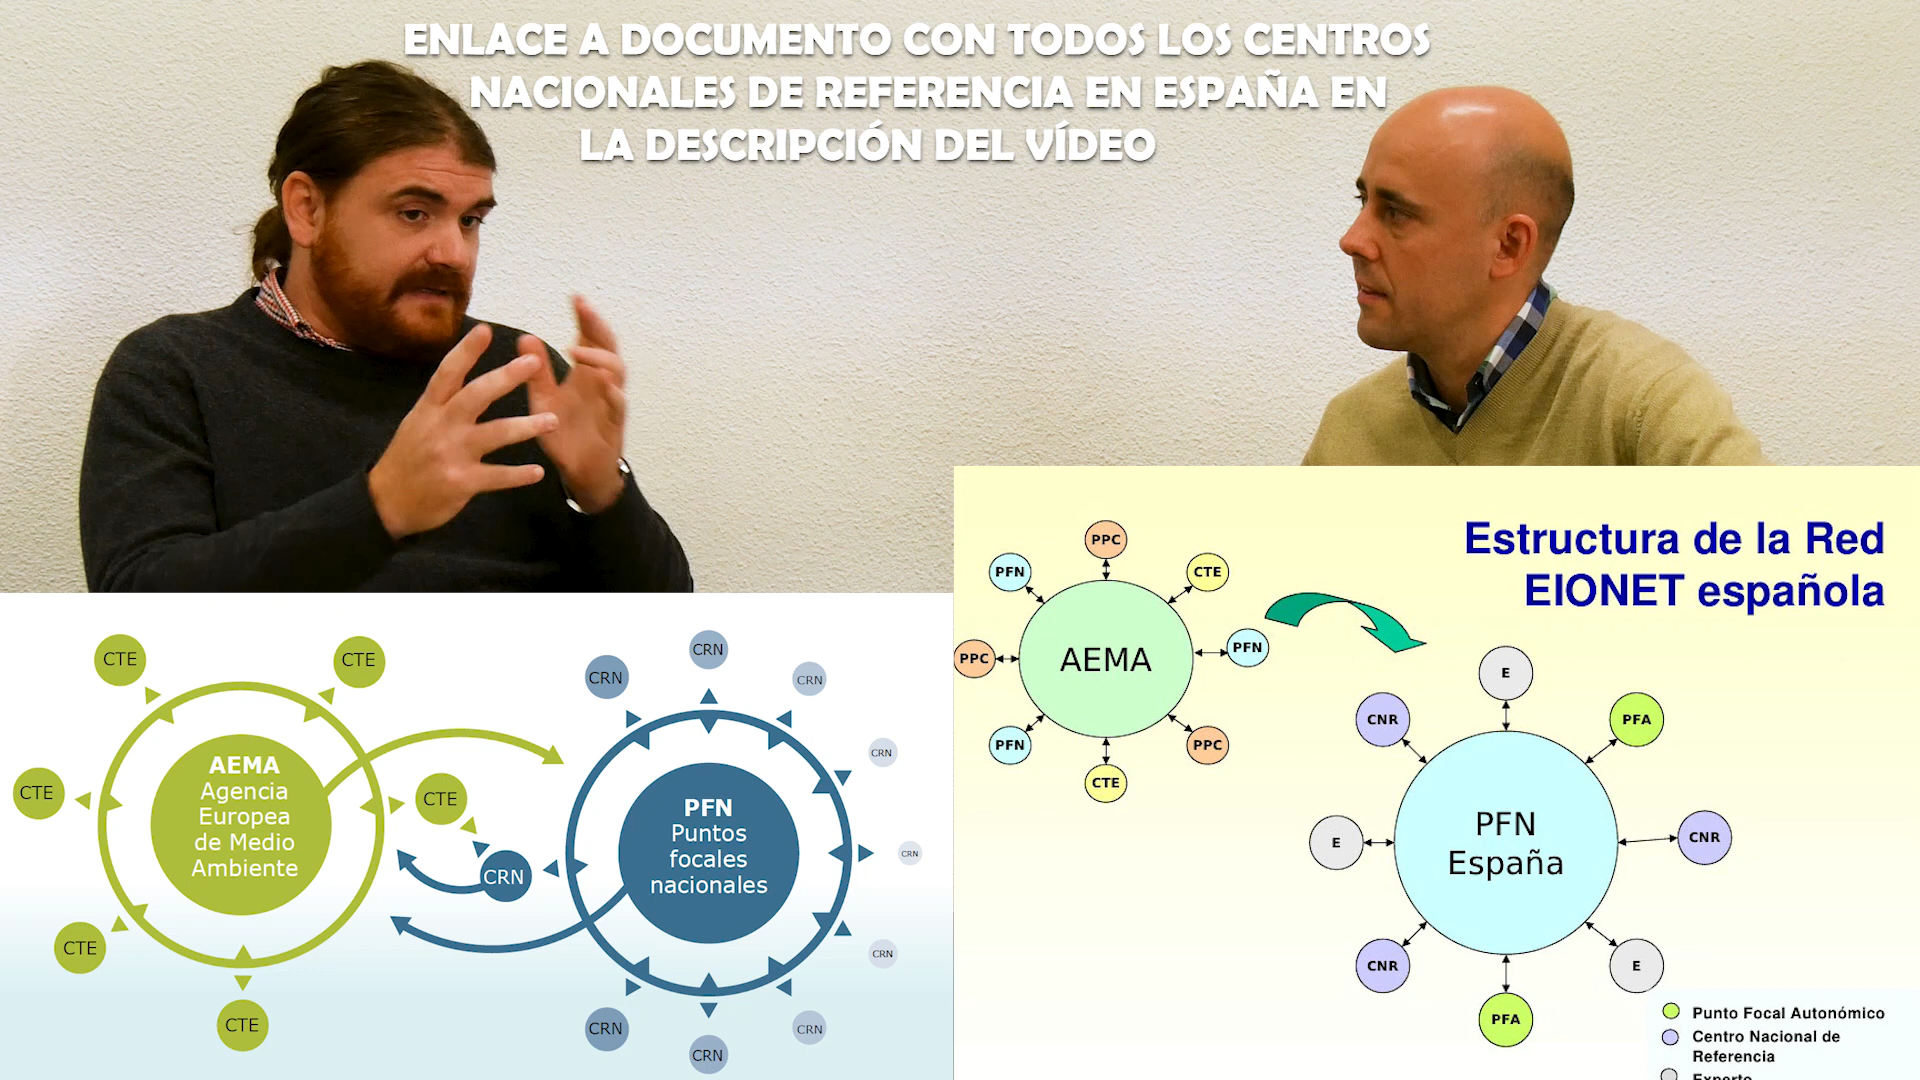 ENLACE A DOCUMENTO CON TODOS LOS CENTROS
NACIONALES DE REFERENCIA EN ESPAÑA EN
LA DESCRIPCIÓN DEL VÍDEO
CTE
CTE
CTE
CTE
CTE
CTE
AEMA
Agencia
Europea
de Medio
Ambiente
CRN
CRN
CRN
CRN
CRN
CRN
CRN
CRN
CRN
CRN
PFN
Puntos
focales
nacionales
Estructura de la Red
EIONET española
PPC
PFN
CTE
PPC
AEMA
PFN
PFN
PPC
CTE
E
CNR
PFA
PFN
España
E
CNR
CNR
E
PFA
Punto Focal Autonómico
Centro Nacional de
Referencia
Experto